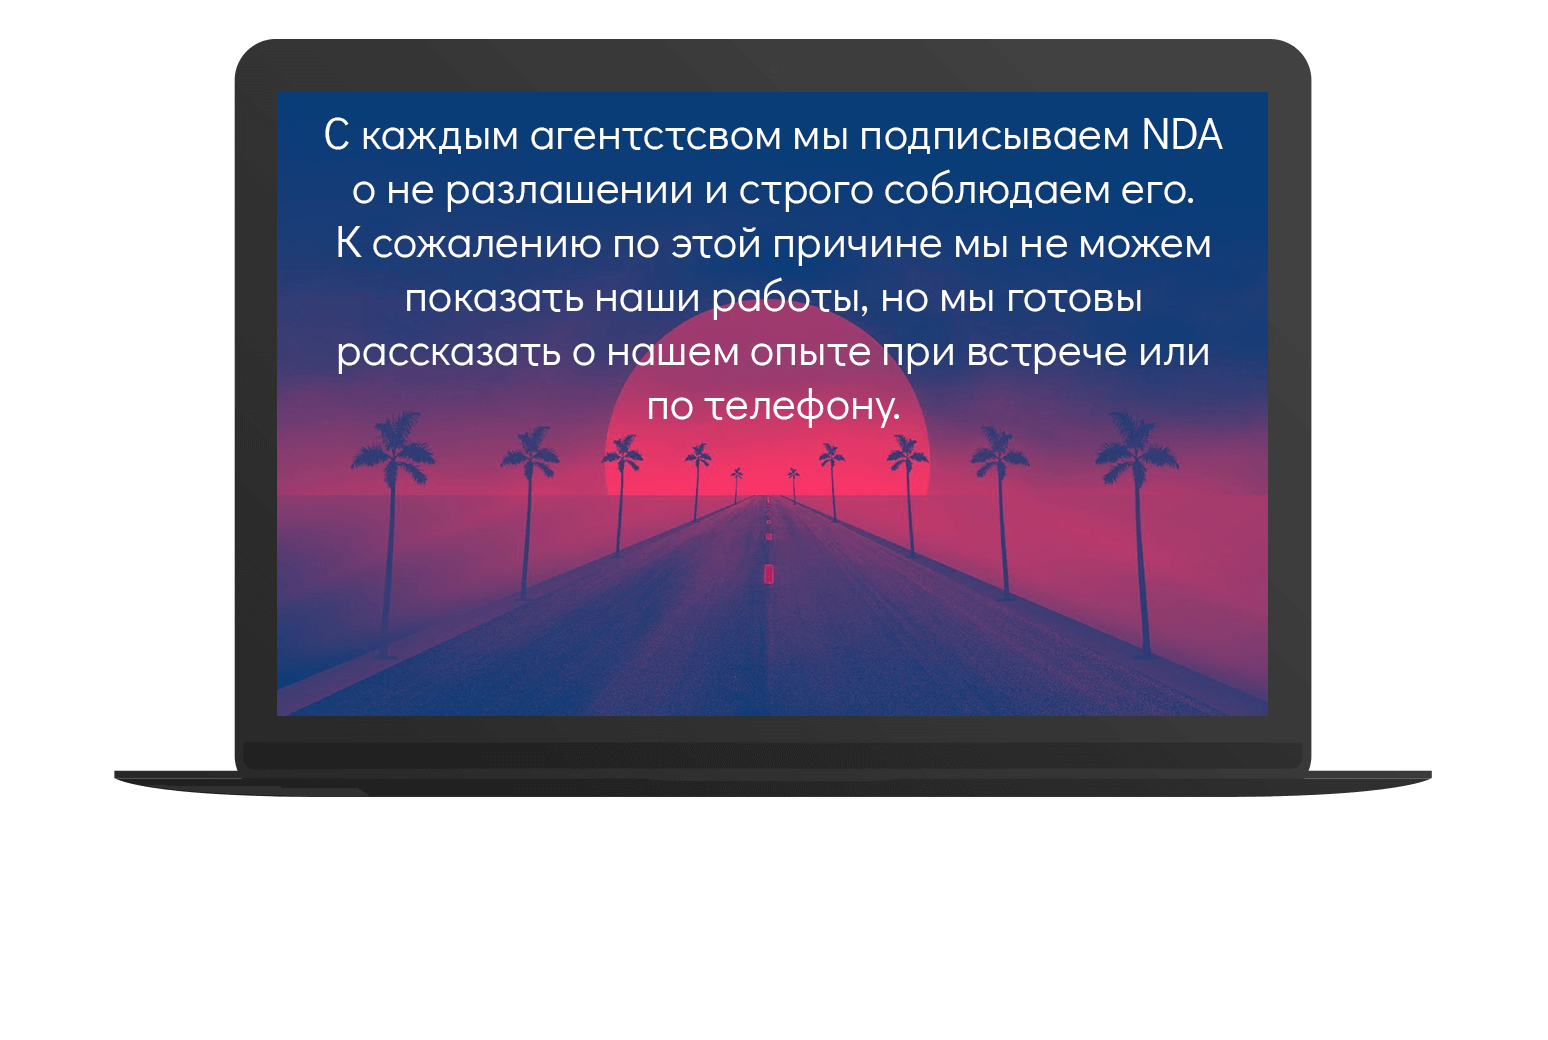 С каждым агентстсвом мы подписываем NDA
о не разлашении и строго соблюдаем его.
К сожалению по этой причине мы не можем
показать наши работы, но мы готовы
рассказать о нашем опыте при встрече или
по телефону.